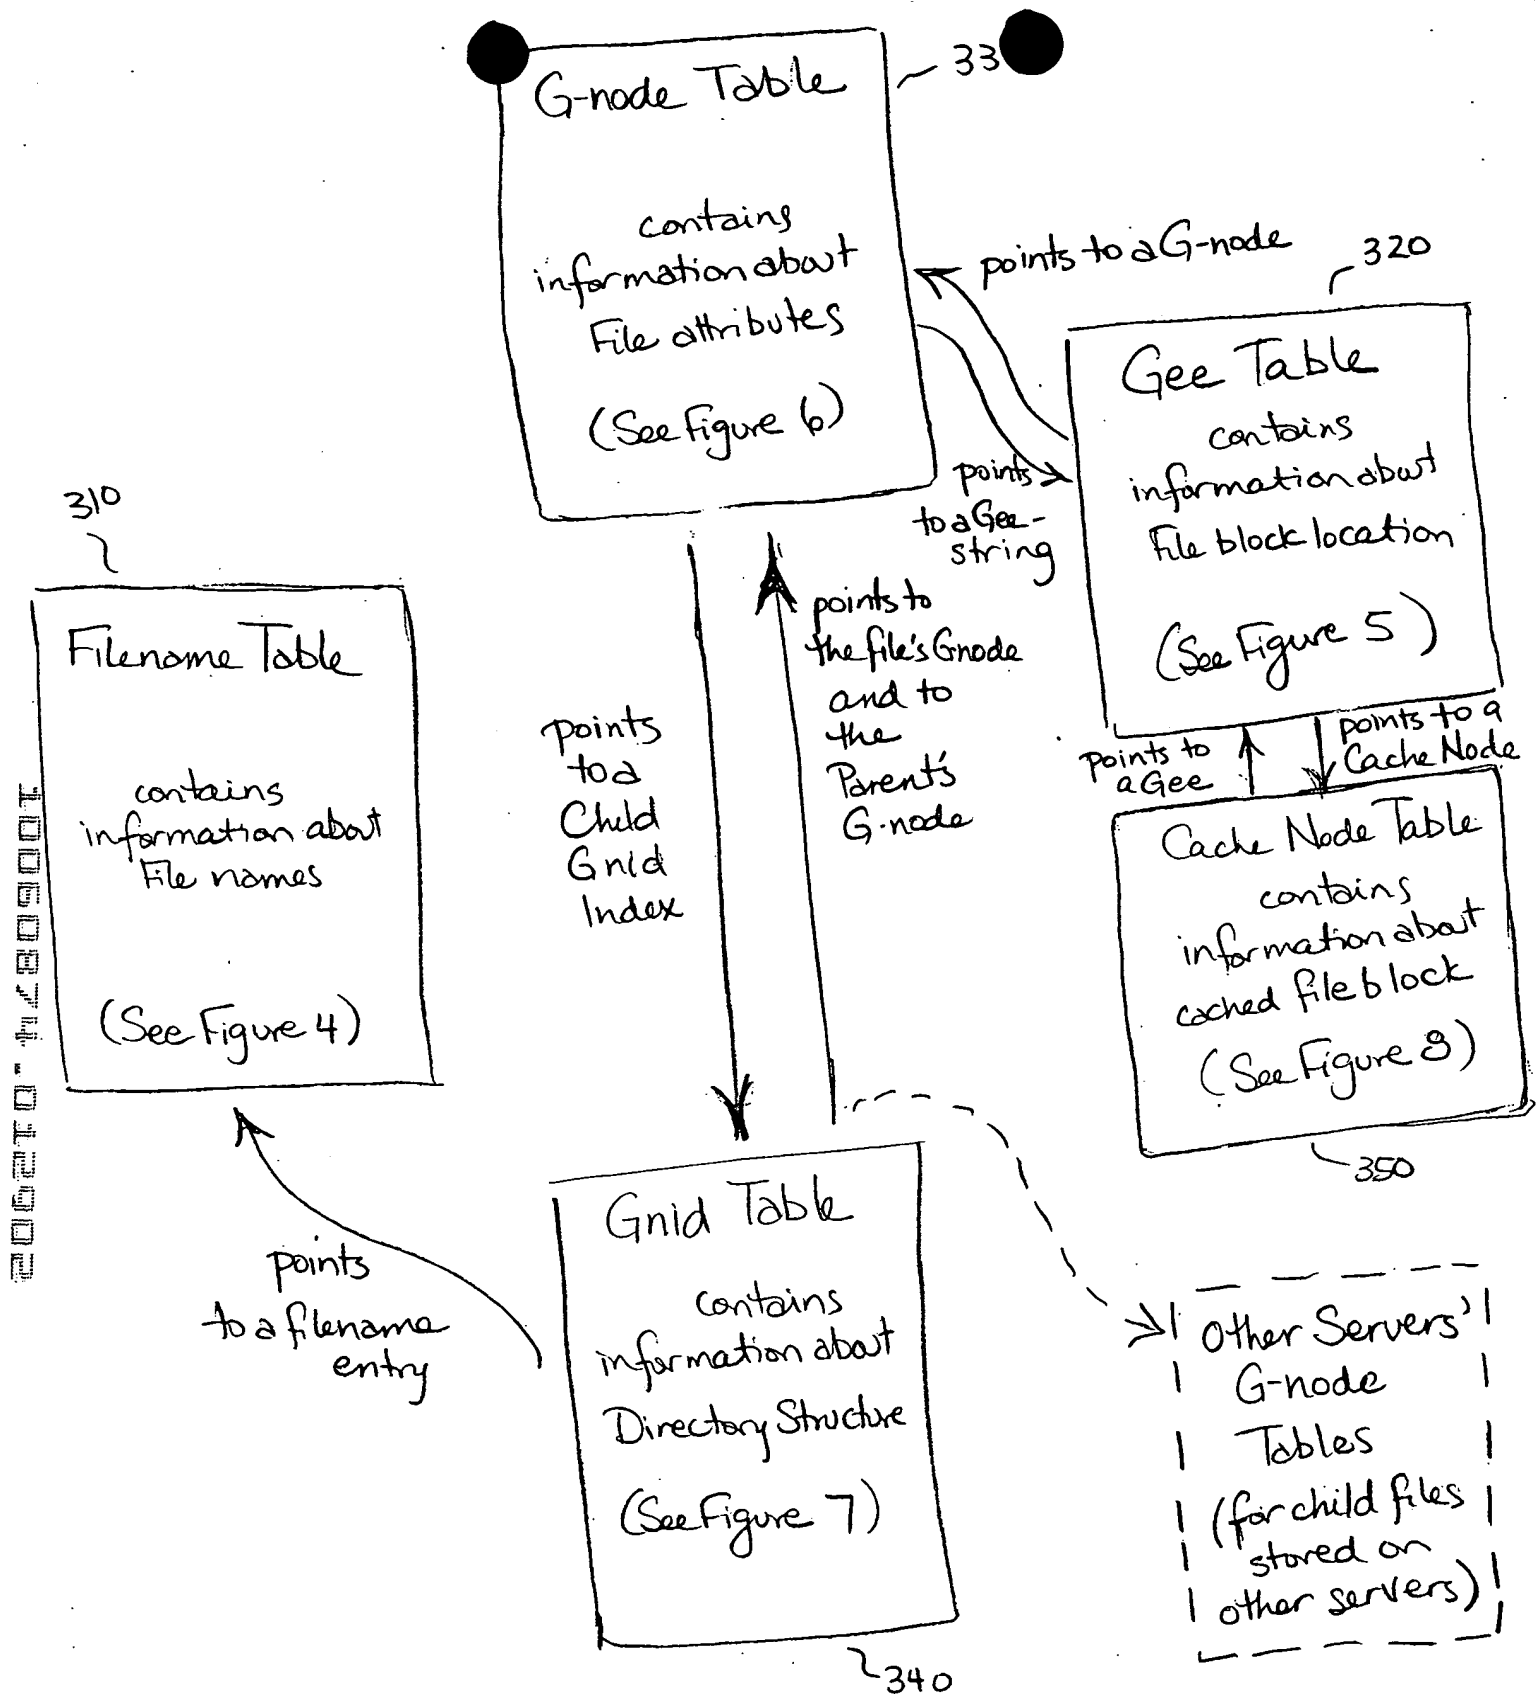 G-node Table
33
contains
information about
File attributes
(See Figure 6)
points to a G-node
320
Gee Table
contains
information about
File block location
(See Figure 5)
points
to a Gee-
string
310
Filename Table
contains
information about
File names
(See Figure 4)
points
to a
Child
Gnid
Index
points to
the file's Gnode
and to
the
Parent's
G-node
points to
a Gee
points to a
Cache Node
Cache Node Table
contains
information about
cached file block
(See Figure 8)
350
points
to a filename
entry
Gnid Table
contains
information about
Directory Structure
(See Figure 7)
340
Other Servers'
G-node
Tables
(for child files
stored on
other servers)
10050874.012902